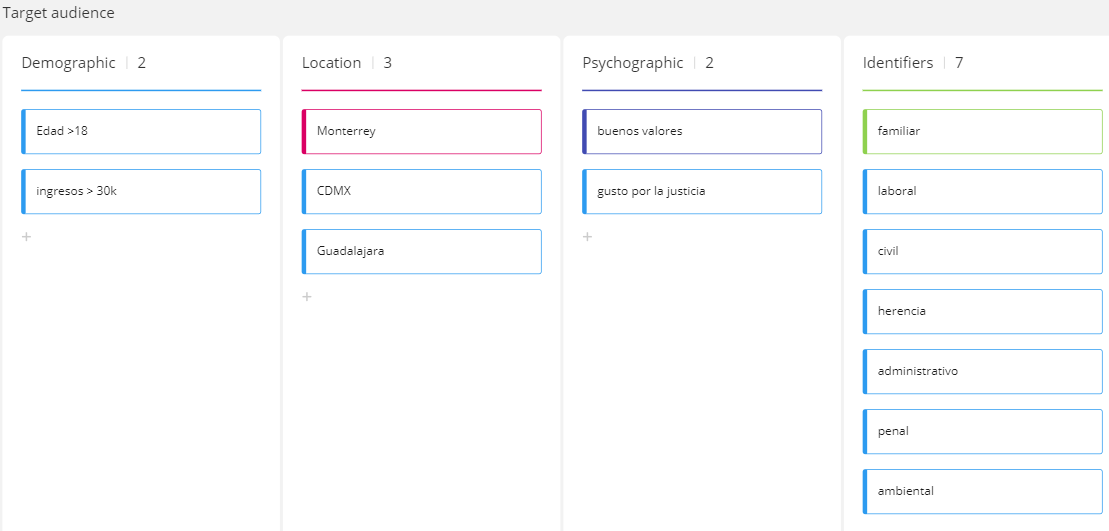 Target audience
Demographic | 2
Edad >18
ingresos > 30k
+
Location | 3
Monterrey
CDMX
Guadalajara
+
Psychographic | 2
buenos valores
gusto por la justicia
+
Identifiers | 7
familiar
laboral
civil
herencia
administrativo
penal
ambiental